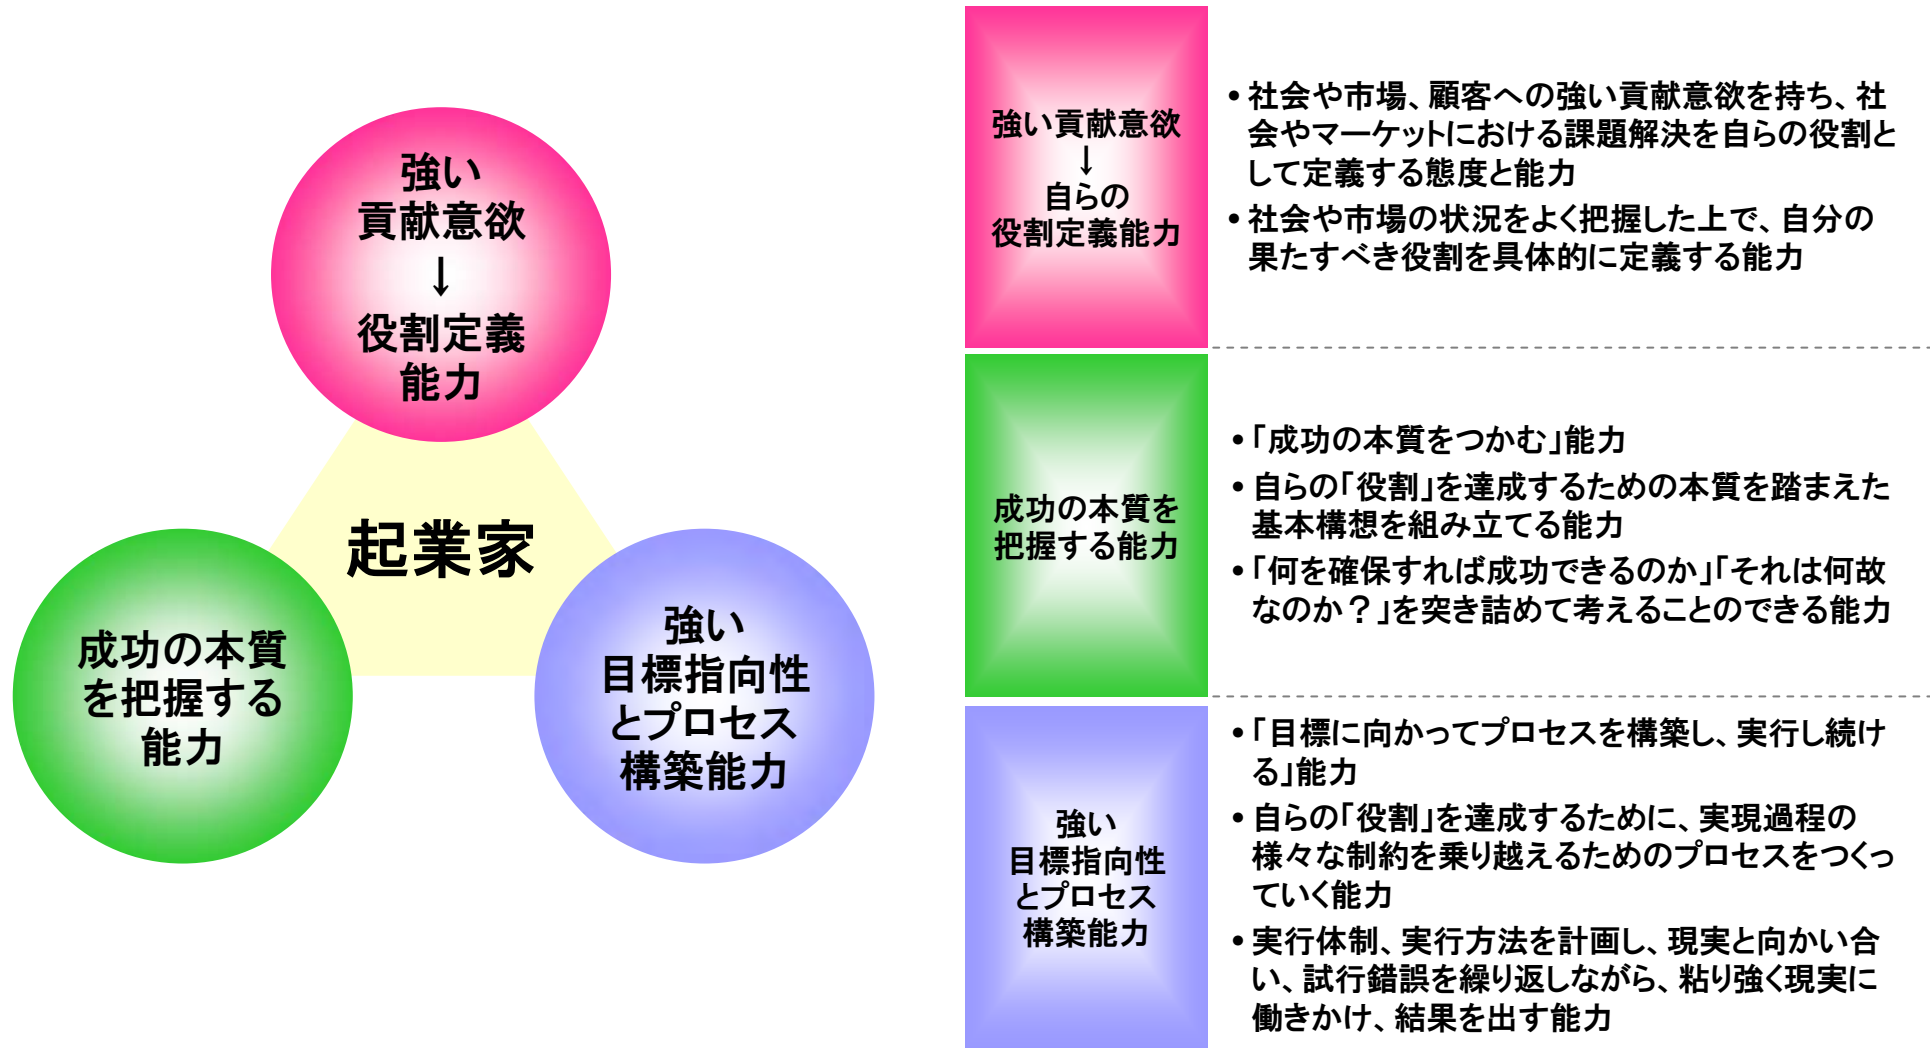 強い
貢献意欲
↓
役割定義
能力
起業家
成功の本質
を把握する
能力
強い
目標指向性
とプロセス
構築能力
強い貢献意欲
↓
自らの
役割定義能力
• 社会や市場、顧客への強い貢献意欲を持ち、社
会やマーケットにおける課題解決を自らの役割と
して定義する態度と能力
• 社会や市場の状況をよく把握した上で、自分の
果たすべき役割を具体的に定義する能力
成功の本質を
把握する能力
• 「成功の本質をつかむ」能力
• 自らの「役割」を達成するための本質を踏まえた
基本構想を組み立てる能力
• 「何を確保すれば成功できるのか」「それは何故
なのか？」を突き詰めて考えることのできる能力
強い
目標指向性
とプロセス
構築能力
• 「目標に向かってプロセスを構築し、実行し続け
る」能力
• 自らの「役割」を達成するために、実現過程の
様々な制約を乗り越えるためのプロセスをつくっ
ていく能力
• 実行体制、実行方法を計画し、現実と向かい合
い、試行錯誤を繰り返しながら、粘り強く現実に
働きかけ、結果を出す能力